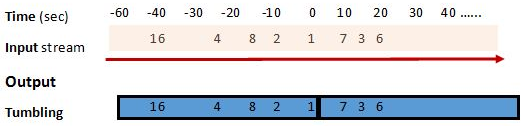 Time (sec) -60 -40 -30 -20 -10 0 10 20 30 40 ......
Input stream 16 4 8 2 1 7 3 6
Output
Tumbling 16 4 8 2 1 7 3 6